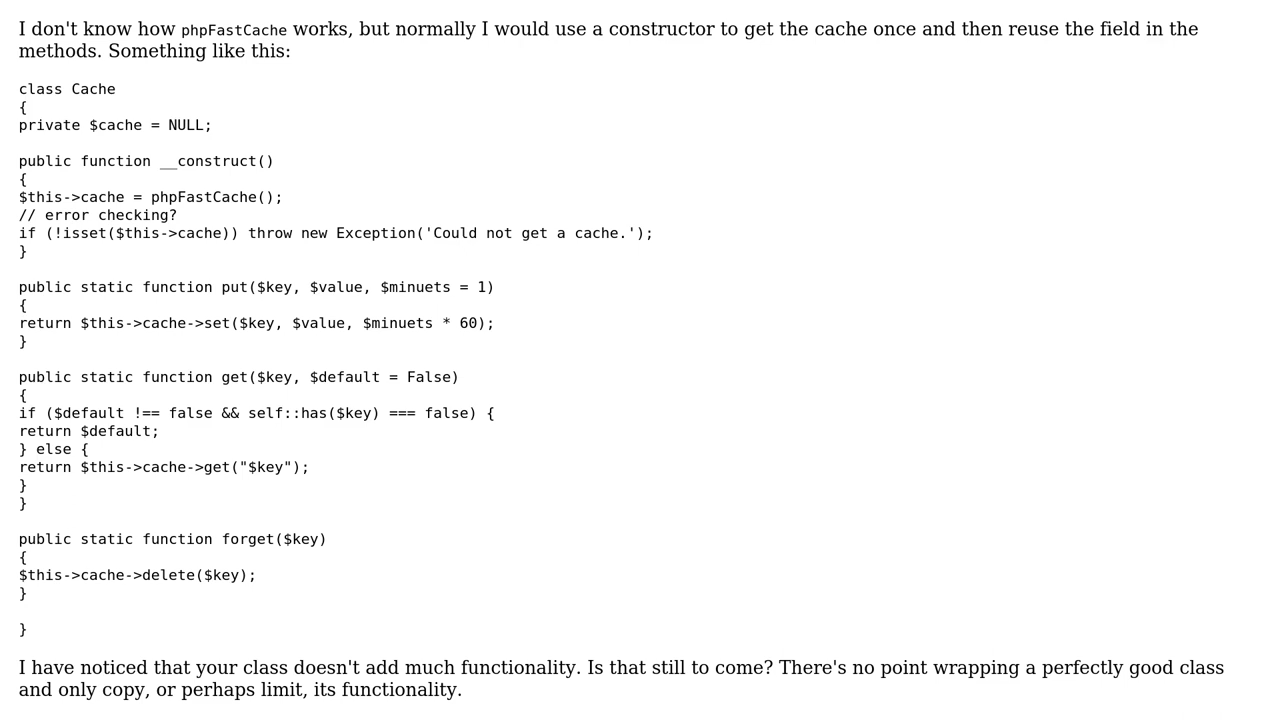 I don't know how phpFastCache works, but normally I would use a constructor to get the cache once and then reuse the field in the
methods. Something like this:
class Cache
{
private $cache = NULL;
public function __construct()
{
$this->cache = phpFastCache();
// error checking?
if (!isset($this->cache)) throw new Exception('Could not get a cache.');
}
public static function put($key, $value, $minuets = 1)
{
return $this->cache->set($key, $value, $minuets * 60);
}
public static function get($key, $default = False)
{
if ($default !== false && self::has($key) === false) {
return $default;
} else {
return $this->cache->get("$key");
}
}
public static function forget($key)
{
$this->cache->delete($key);
}
}
I have noticed that your class doesn't add much functionality. Is that still to come? There's no point wrapping a perfectly good class
and only copy, or perhaps limit, its functionality.